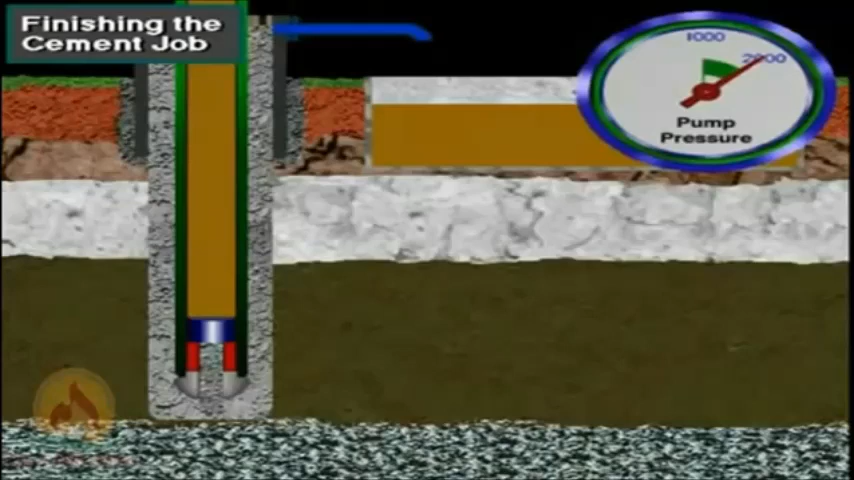 Finishing the
Cement Job
1000
2000
Pump
Pressure